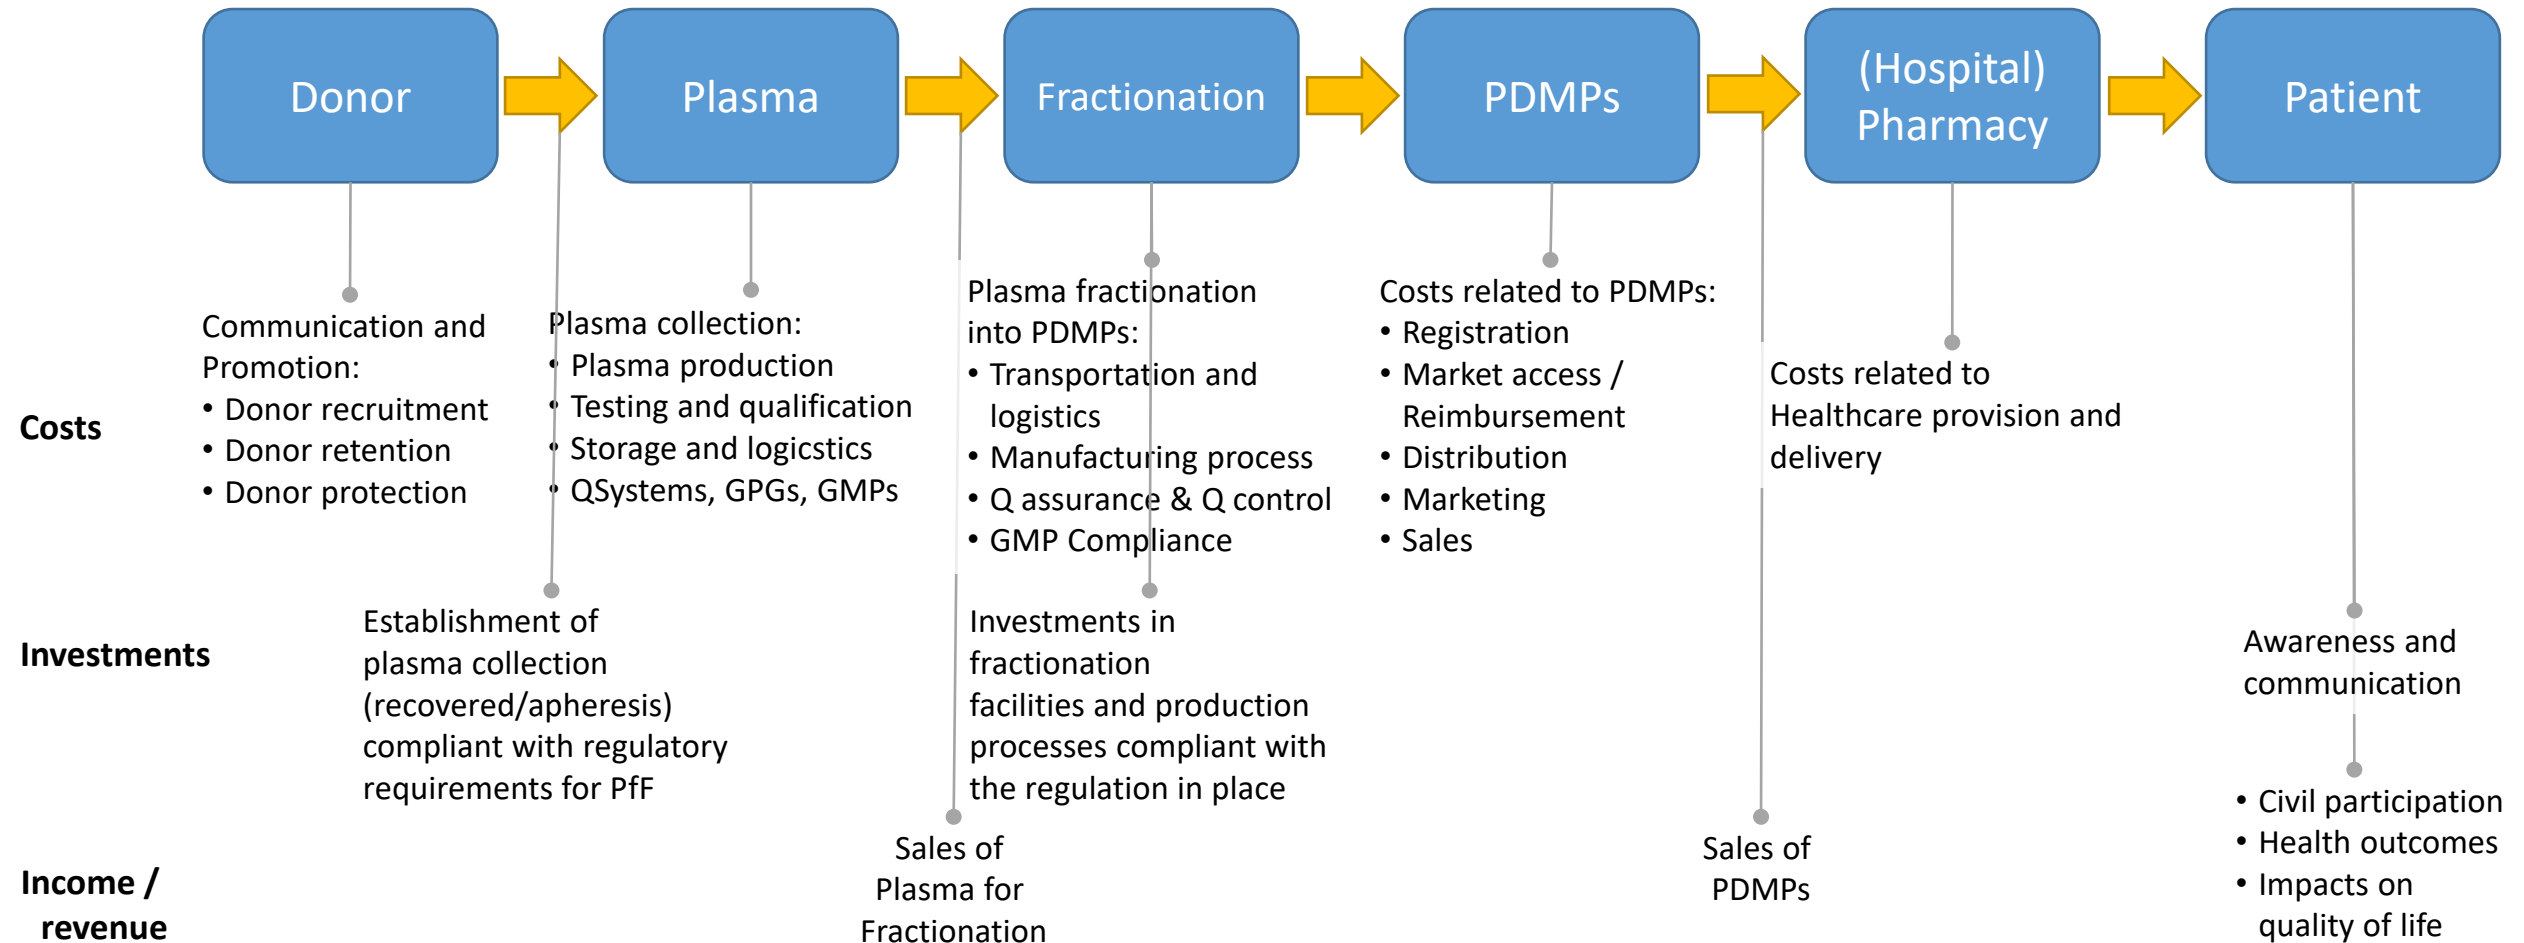 Donor
Plasma
Fractionation
PDMPs
(Hospital)
Pharmacy
Patient
Costs
Communication and
Promotion:
• Donor recruitment
• Donor retention
• Donor protection
Plasma collection:
• Plasma production
• Testing and qualification
• Storage and logicstics
• QSystems, GPGs, GMPs
Plasma fractionation
into PDMPs:
• Transportation and
logistics
• Manufacturing process
• Q assurance & Q control
• GMP Compliance
Costs related to PDMPs:
• Registration
• Market access /
Reimbursement
• Distribution
• Marketing
• Sales
Costs related to
Healthcare provision and
delivery
Investments
Establishment of
plasma collection
(recovered/apheresis)
compliant with regulatory
requirements for PfF
Investments in
fractionation
facilities and production
processes compliant with
the regulation in place
Awareness and
communication
Income /
revenue
Sales of
Plasma for
Fractionation
Sales of
PDMPs
• Civil participation
• Health outcomes
• Impacts on
quality of life